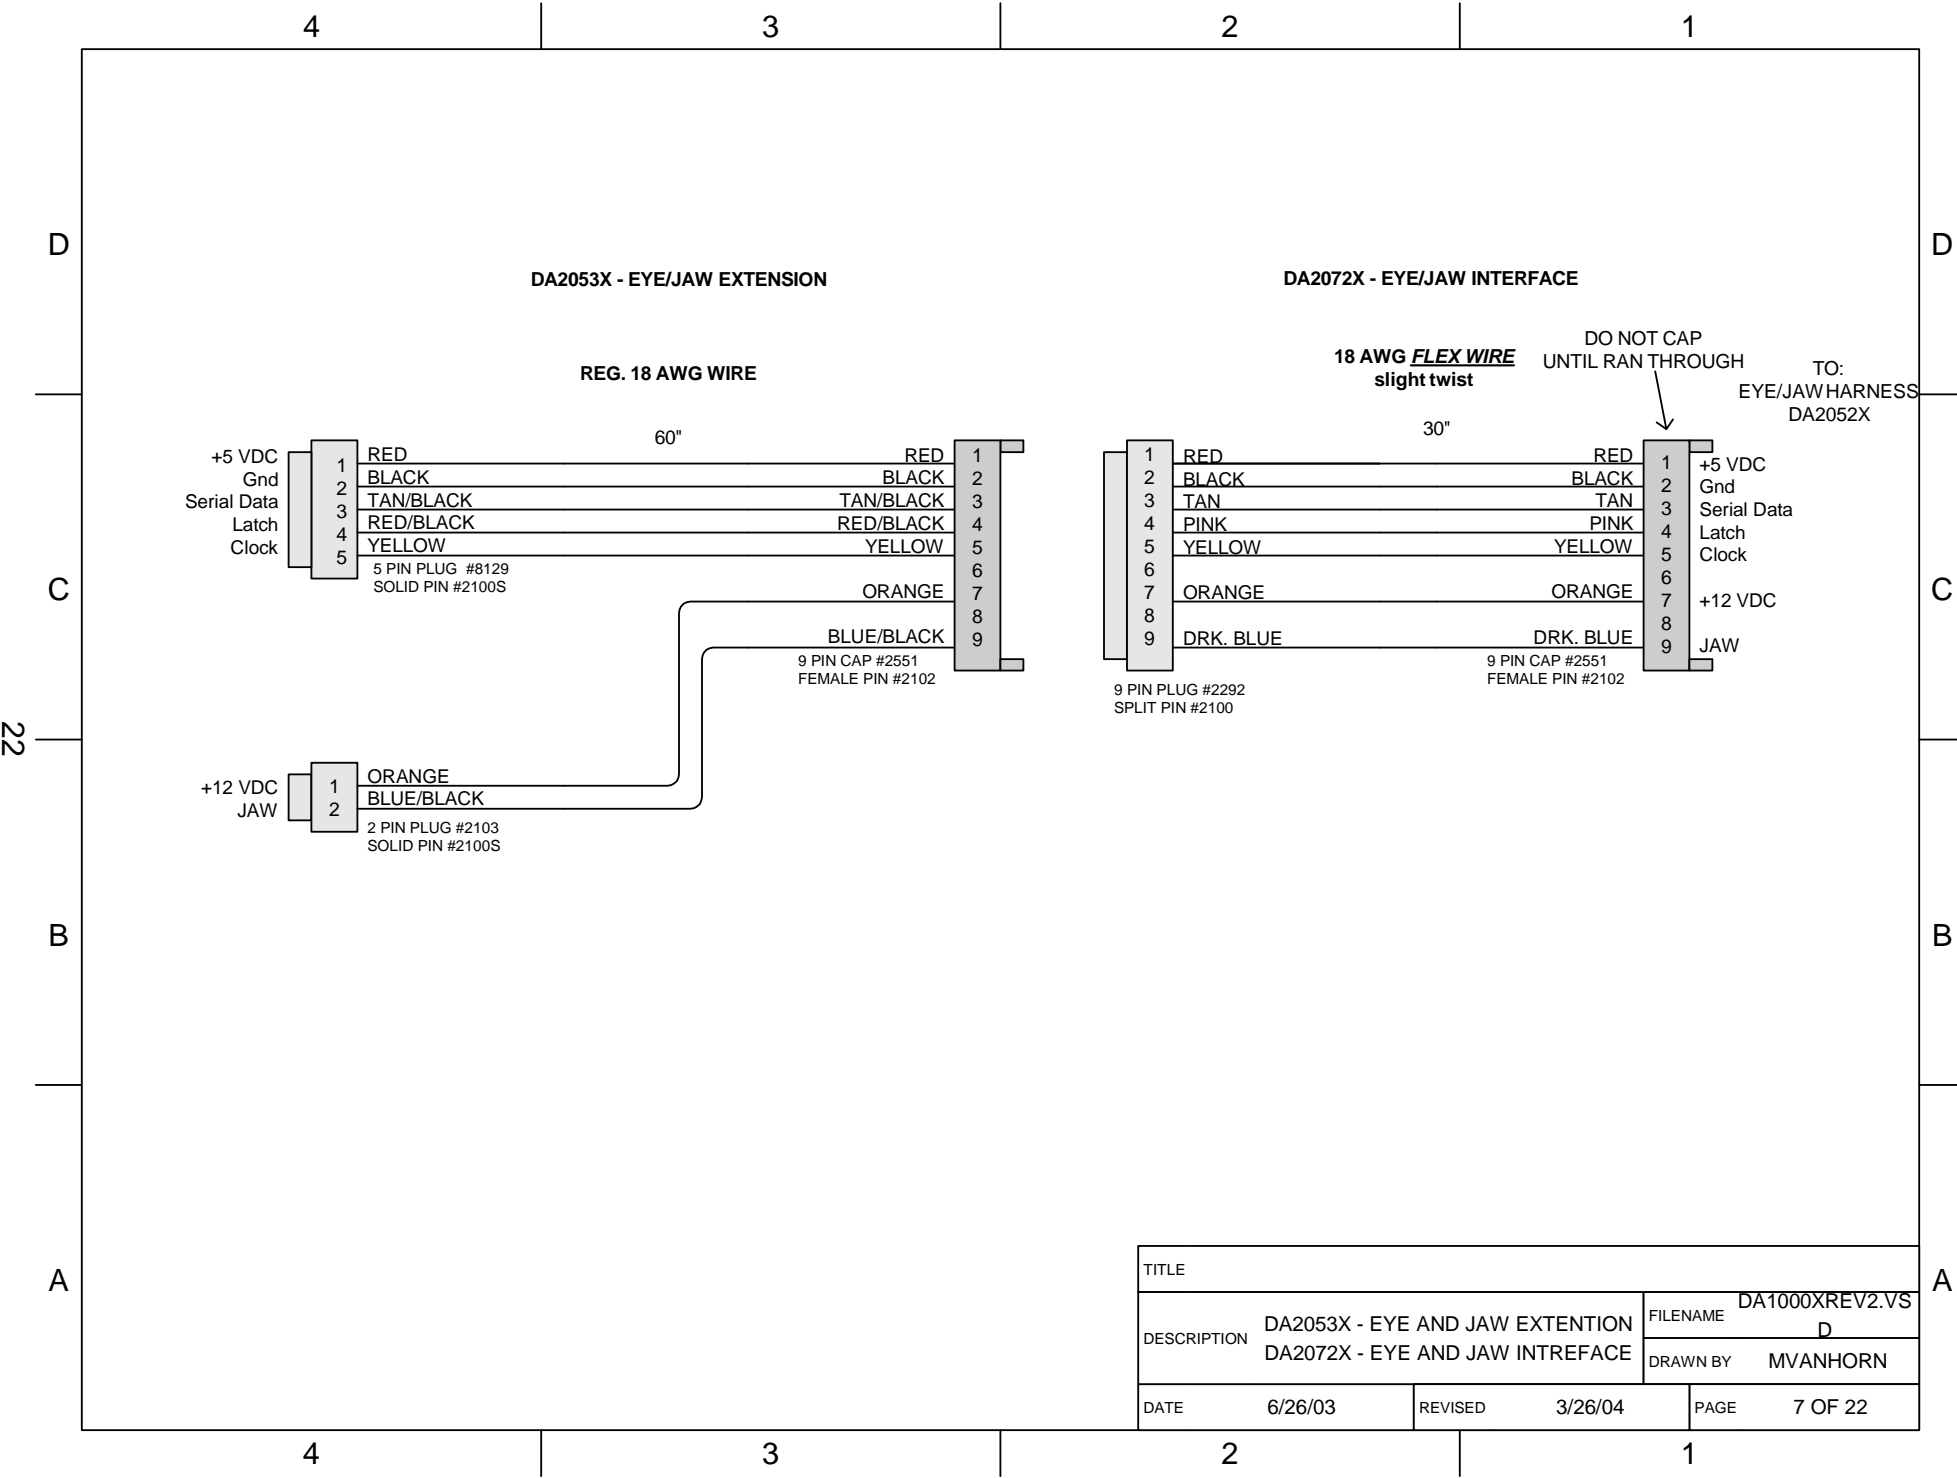 4 3 2 1
D D
DA2053X - EYE/JAW EXTENSION
REG. 18 AWG WIRE
60"
+5 VDC 1 RED RED 1
Gnd 2 BLACK BLACK 2
Serial Data 3 TAN/BLACK TAN/BLACK 3
Latch 4 RED/BLACK RED/BLACK 4
Clock 5 YELLOW YELLOW 5
5 PIN PLUG #8129
SOLID PIN #2100S
6
ORANGE 7
8
BLUE/BLACK 9
9 PIN CAP #2551
FEMALE PIN #2102
+12 VDC 1 ORANGE
JAW 2 BLUE/BLACK
2 PIN PLUG #2103
SOLID PIN #2100S
DA2072X - EYE/JAW INTERFACE
18 AWG FLEX WIRE
slight twist
DO NOT CAP
UNTIL RAN THROUGH
TO:
EYE/JAW HARNESS
DA2052X
30"
1 RED RED 1 +5 VDC
2 BLACK BLACK 2 Gnd
3 TAN TAN 3 Serial Data
4 PINK PINK 4 Latch
5 YELLOW YELLOW 5 Clock
6 6
7 ORANGE ORANGE 7 +12 VDC
8 8
9 DRK. BLUE DRK. BLUE 9 JAW
9 PIN CAP #2551
FEMALE PIN #2102
9 PIN PLUG #2292
SPLIT PIN #2100
C C
22
B B
A A
TITLE
DESCRIPTION DA2053X - EYE AND JAW EXTENTION
DA2072X - EYE AND JAW INTREFACE
FILENAME DA1000XREV2.VS
D
DRAWN BY MVANHORN
DATE 6/26/03 REVISED 3/26/04 PAGE 7 OF 22
4 3 2 1